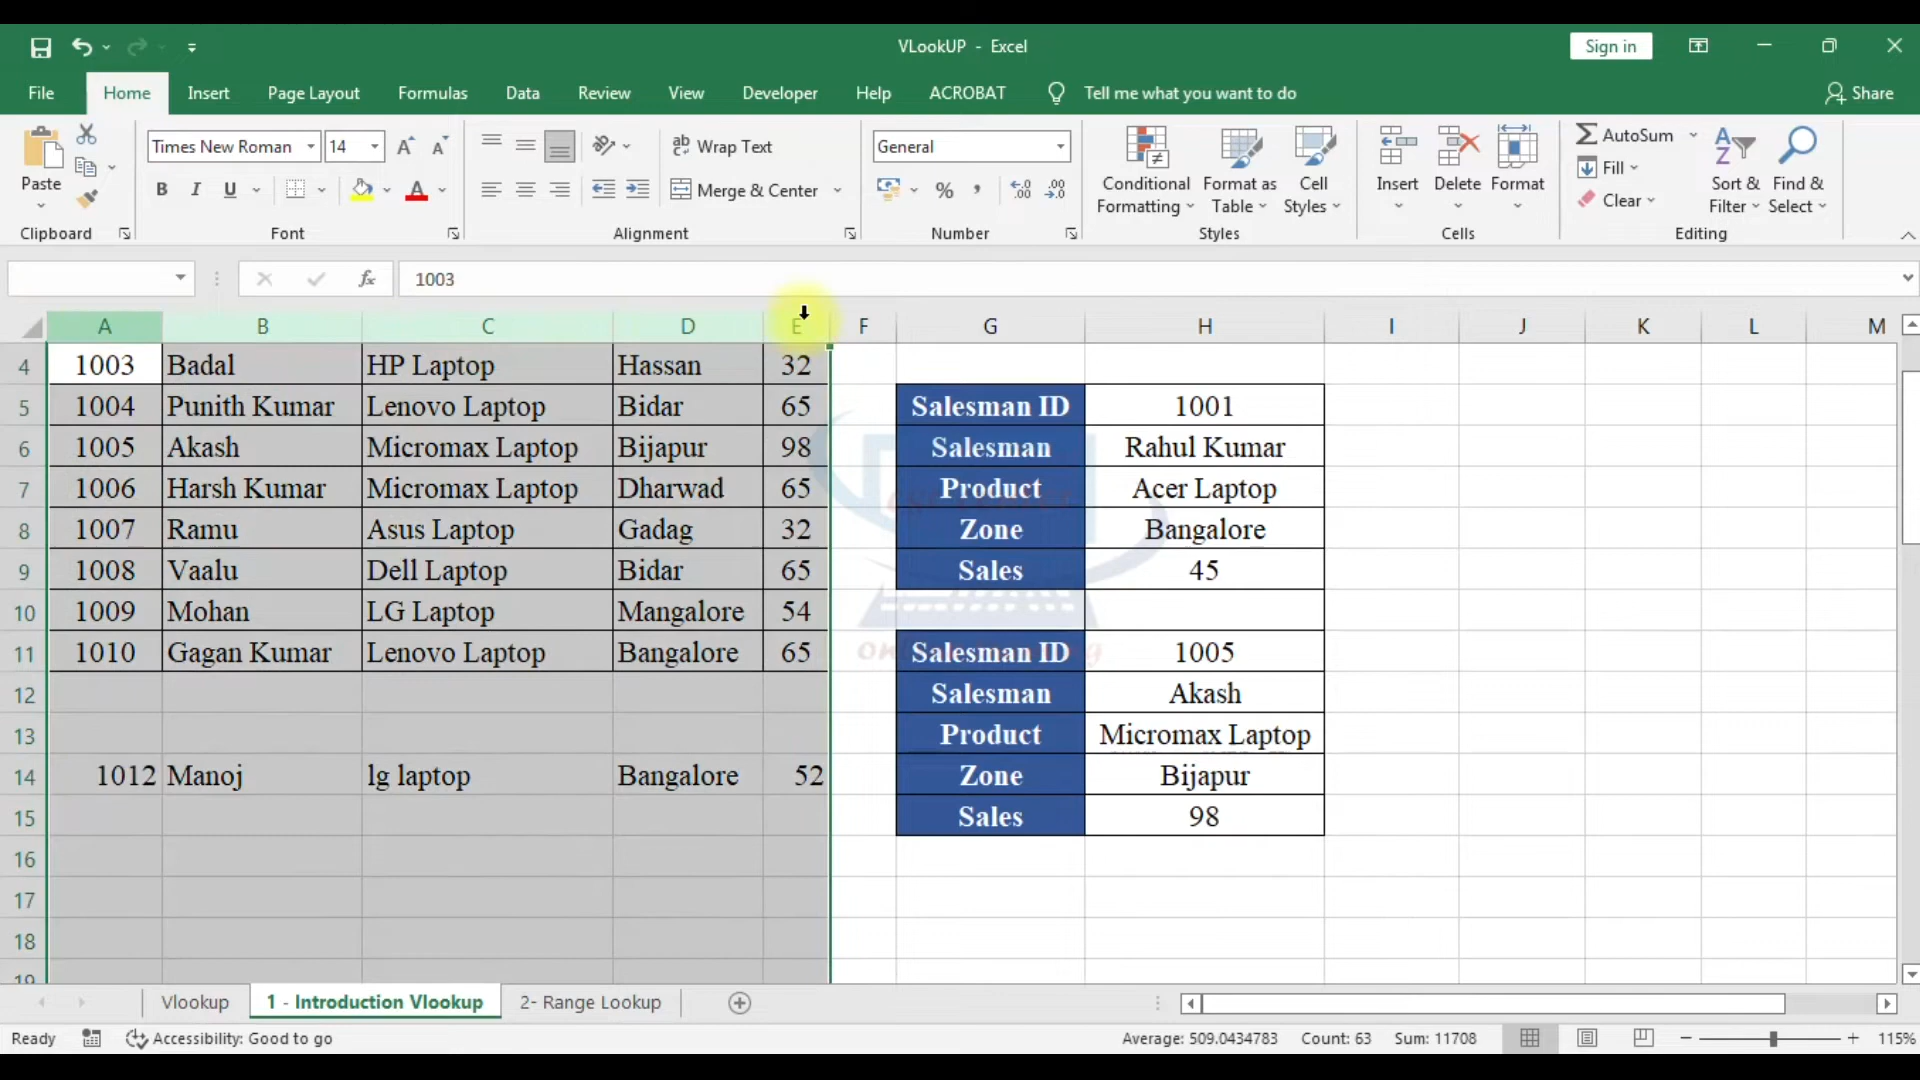 VLookUP - Excel
Sign in
File Home Insert Page Layout Formulas Data Review View Developer Help ACROBAT Tell me what you want to do Share
Paste
Clipboard
Times New Roman 14
B I U
Font
Wrap Text
Merge & Center
Alignment
General
Number
Conditional Formatting
Format as Table
Cell Styles
Styles
Insert Delete Format
Cells
AutoSum
Fill
Clear
Sort & Filter
Find & Select
Editing
1003
A B C D E F G H I J K L M
4 1003 Badal HP Laptop Hassan 32
5 1004 Punith Kumar Lenovo Laptop Bidar 65 Salesman ID 1001
6 1005 Akash Micromax Laptop Bijapur 98 Salesman Rahul Kumar
7 1006 Harsh Kumar Micromax Laptop Dharwad 65 Product Acer Laptop
8 1007 Ramu Asus Laptop Gadag 32 Zone Bangalore
9 1008 Vaalu Dell Laptop Bidar 65 Sales 45
10 1009 Mohan LG Laptop Mangalore 54
11 1010 Gagan Kumar Lenovo Laptop Bangalore 65 Salesman ID 1005
12 Salesman Akash
13 Product Micromax Laptop
14 1012 Manoj lg laptop Bangalore 52 Zone Bijapur
15 Sales 98
16
17
18
19
Vlookup 1 - Introduction Vlookup 2- Range Lookup
Ready Accessibility: Good to go Average: 509.0434783 Count: 63 Sum: 11708 115%